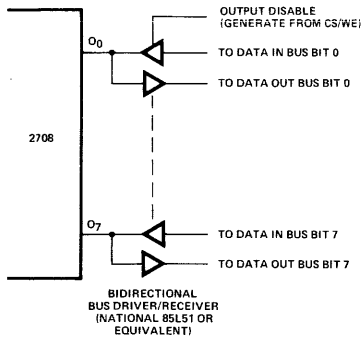 OUTPUT DISABLE
(GENERATE FROM CS/WE)
O0
TO DATA IN BUS BIT 0
TO DATA OUT BUS BIT 0
2708
O7
TO DATA IN BUS BIT 7
TO DATA OUT BUS BIT 7
BIDIRECTIONAL
BUS DRIVER/RECEIVER
(NATIONAL 85L51 OR
EQUIVALENT)